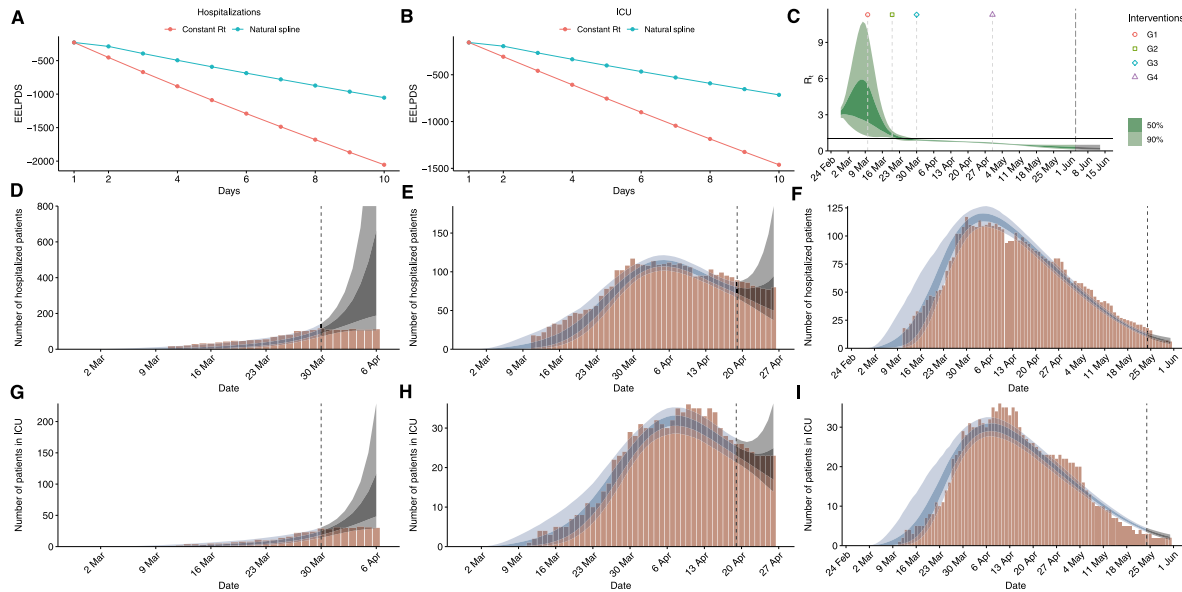 A
Hospitalizations
Constant Rt Natural spline
EELPDS
−500
−1000
−1500
−2000
1 2 4 6 8 10
Days
B
ICU
Constant Rt Natural spline
EELPDS
−500
−1000
−1500
1 2 4 6 8 10
Days
C
Rt
9
6
3
0
24 Feb 2 Mar 9 Mar 16 Mar 23 Mar 30 Mar 6 Apr 13 Apr 20 Apr 27 Apr 4 May 11 May 18 May 25 May 1 Jun 8 Jun 15 Jun
Interventions
G1
G2
G3
G4
50%
90%
D
Number of hospitalized patients
800
600
400
200
0
2 Mar 9 Mar 16 Mar 23 Mar 30 Mar 6 Apr
Date
E
Number of hospitalized patients
150
100
50
0
2 Mar 9 Mar 16 Mar 23 Mar 30 Mar 6 Apr 13 Apr 20 Apr 27 Apr
Date
F
Number of hospitalized patients
125
100
75
50
25
0
24 Feb 2 Mar 9 Mar 16 Mar 23 Mar 30 Mar 6 Apr 13 Apr 20 Apr 27 Apr 4 May 11 May 18 May 25 May 1 Jun
Date
G
Number of patients in ICU
200
150
100
50
0
2 Mar 9 Mar 16 Mar 23 Mar 30 Mar 6 Apr
Date
H
Number of patients in ICU
30
20
10
0
2 Mar 9 Mar 16 Mar 23 Mar 30 Mar 6 Apr 13 Apr 20 Apr 27 Apr
Date
I
Number of patients in ICU
30
20
10
0
24 Feb 2 Mar 9 Mar 16 Mar 23 Mar 30 Mar 6 Apr 13 Apr 20 Apr 27 Apr 4 May 11 May 18 May 25 May 1 Jun
Date